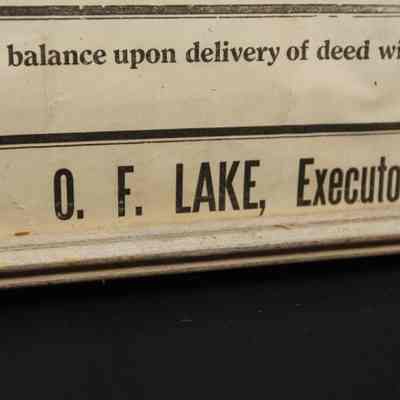 balance upon delivery of deed wi
O. F. LAKE, Executo